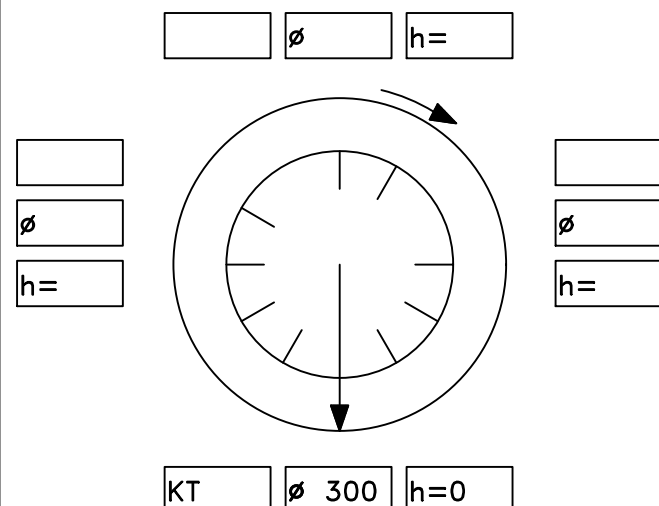 ø h=
ø
h=
ø
h=
KT ø 300 h=0